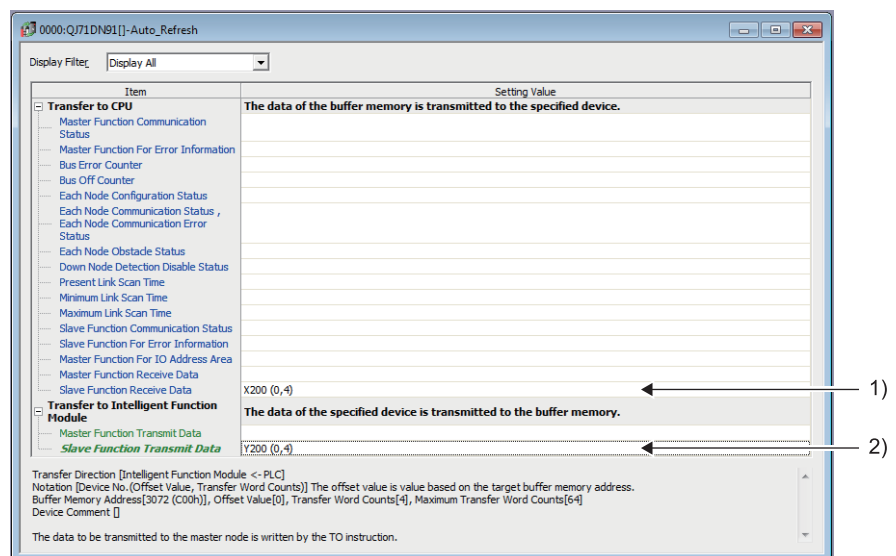 0000:QJ71DN91[]-Auto_Refresh
Display Filter Display All
Item Setting Value
Transfer to CPU The data of the buffer memory is transmitted to the specified device.
Master Function Communication
Status
Master Function For Error Information
Bus Error Counter
Bus Off Counter
Each Node Configuration Status
Each Node Communication Status ,
Each Node Communication Error
Status
Each Node Obstacle Status
Down Node Detection Disable Status
Present Link Scan Time
Minimum Link Scan Time
Maximum Link Scan Time
Slave Function Communication Status
Slave Function For Error Information
Master Function For IO Address Area
Master Function Receive Data
Slave Function Receive Data X200 (0,4) 1)
Transfer to Intelligent Function
Module The data of the specified device is transmitted to the buffer memory.
Master Function Transmit Data
Slave Function Transmit Data Y200 (0,4) 2)
Transfer Direction [Intelligent Function Module <- PLC]
Notation [Device No.(Offset Value, Transfer Word Counts)] The offset value is value based on the target buffer memory address.
Buffer Memory Address[3072 (C00h)], Offset Value[0], Transfer Word Counts[4], Maximum Transfer Word Counts[64]
Device Comment []
The data to be transmitted to the master node is written by the TO instruction.